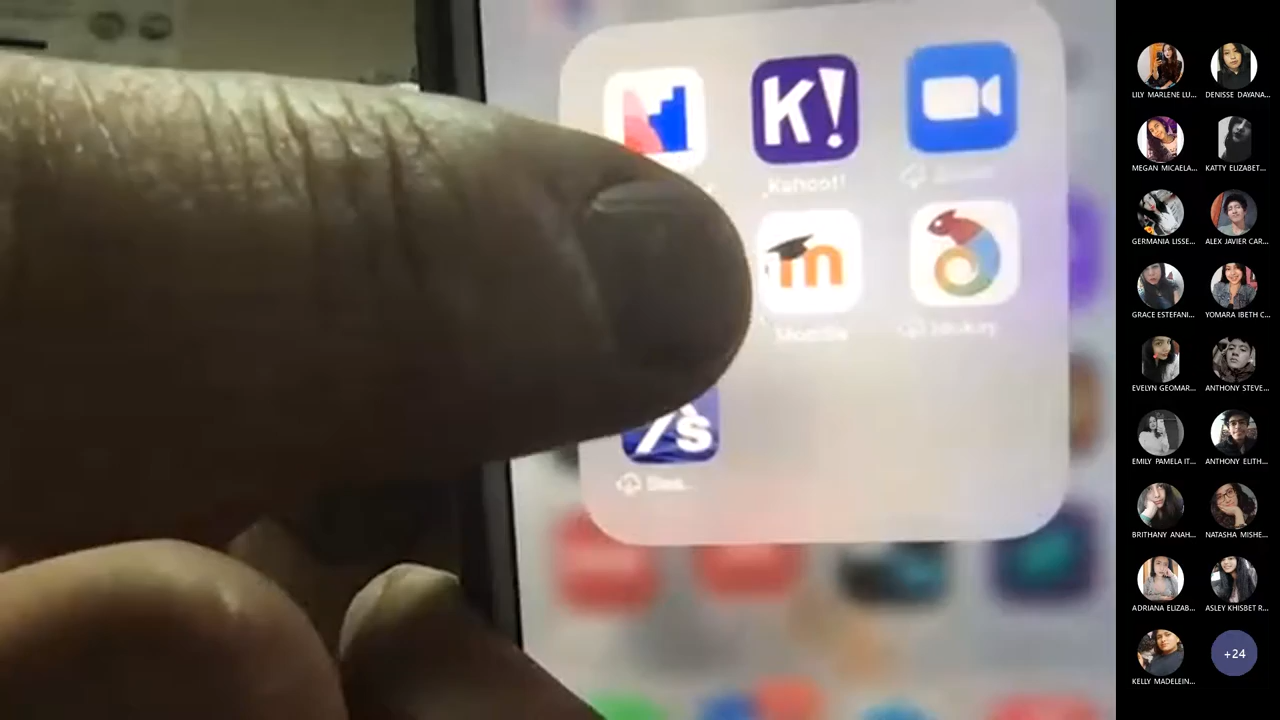 K!
Kahoot!
m
Moodle
s
LILY MARLENE LU...
DENISSE DAYANA...
MEGAN MICAELA...
KATTY ELIZABET...
GERMANIA LISSE...
ALEX JAVIER CAR...
GRACE ESTEFANI...
YOMARA IBETH C...
EVELYN GEOMAR...
ANTHONY STEVE...
EMILY PAMELA IT...
ANTHONY ELITH...
BRITHANY ANAH...
NATASHA MISHE...
ADRIANA ELIZAB...
ASLEY KHISBET R...
KELLY MADELEIN...
+24